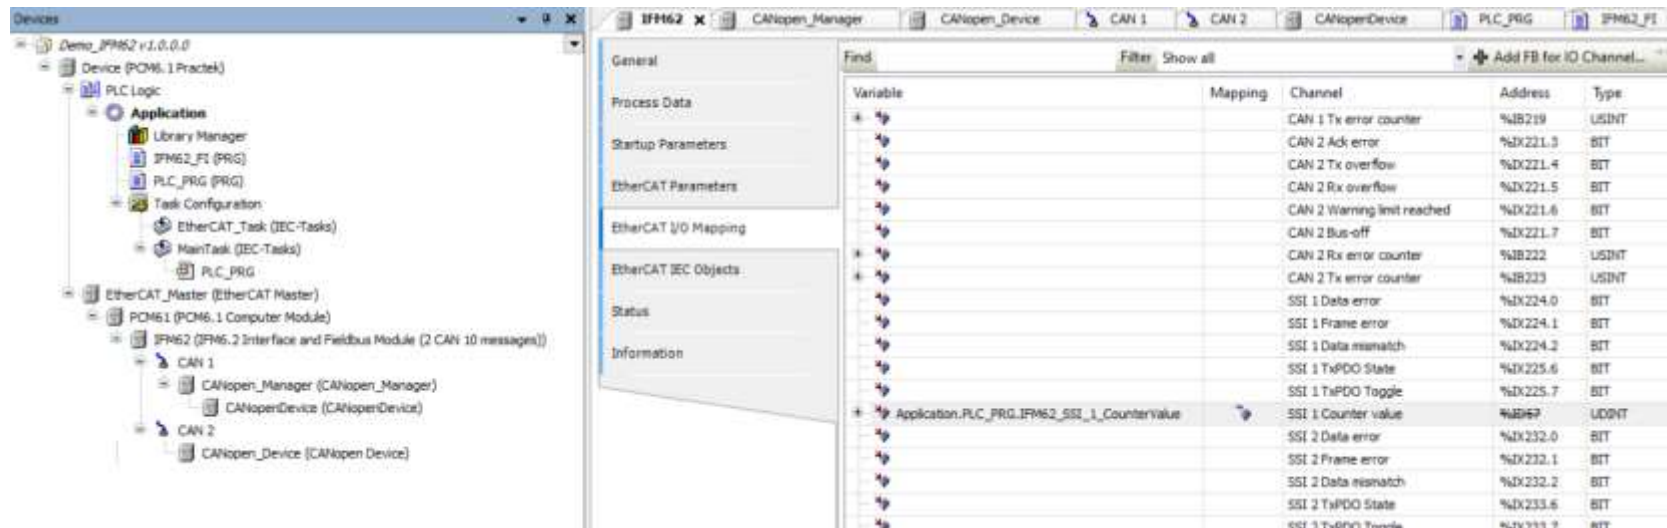 Devices
Demo_IFM62 v1.0.0.0
Device (PCM6.1 Practek)
PLC Logic
Application
Library Manager
IFM62_FI (PRG)
PLC_PRG (PRG)
Task Configuration
EtherCAT_Task (IEC-Tasks)
MainTask (IEC-Tasks)
PLC_PRG
EtherCAT_Master (EtherCAT Master)
PCM61 (PCM6.1 Computer Module)
IFM62 (IFM6.2 Interface and Fieldbus Module (2 CAN 10 messages))
CAN 1
CANopen_Manager (CANopen_Manager)
CANopenDevice (CANopenDevice)
CAN 2
CANopen_Device (CANopen Device)
IFM62 CANopen_Manager CANopen_Device CAN 1 CAN 2 CANopenDevice PLC_PRG IFM62_FI
General
Process Data
Startup Parameters
EtherCAT Parameters
EtherCAT I/O Mapping
EtherCAT IEC Objects
Status
Information
Find Filter Show all Add FB for IO Channel...
Variable Mapping Channel Address Type
CAN 1 Tx error counter %IB219 USINT
CAN 2 Ack error %IX221.3 BIT
CAN 2 Tx overflow %IX221.4 BIT
CAN 2 Rx overflow %IX221.5 BIT
CAN 2 Warning limit reached %IX221.6 BIT
CAN 2 Bus-off %IX221.7 BIT
CAN 2 Rx error counter %IB222 USINT
CAN 2 Tx error counter %IB223 USINT
SSI 1 Data error %IX224.0 BIT
SSI 1 Frame error %IX224.1 BIT
SSI 1 Data mismatch %IX224.2 BIT
SSI 1 TxPDO State %IX225.6 BIT
SSI 1 TxPDO Toggle %IX225.7 BIT
Application.PLC_PRG.IFM62_SSI_1_CounterValue SSI 1 Counter value %ID57 UDINT
SSI 2 Data error %IX232.0 BIT
SSI 2 Frame error %IX232.1 BIT
SSI 2 Data mismatch %IX232.2 BIT
SSI 2 TxPDO State %IX233.6 BIT
SSI 2 TxPDO Toggle %IX233.7 BIT